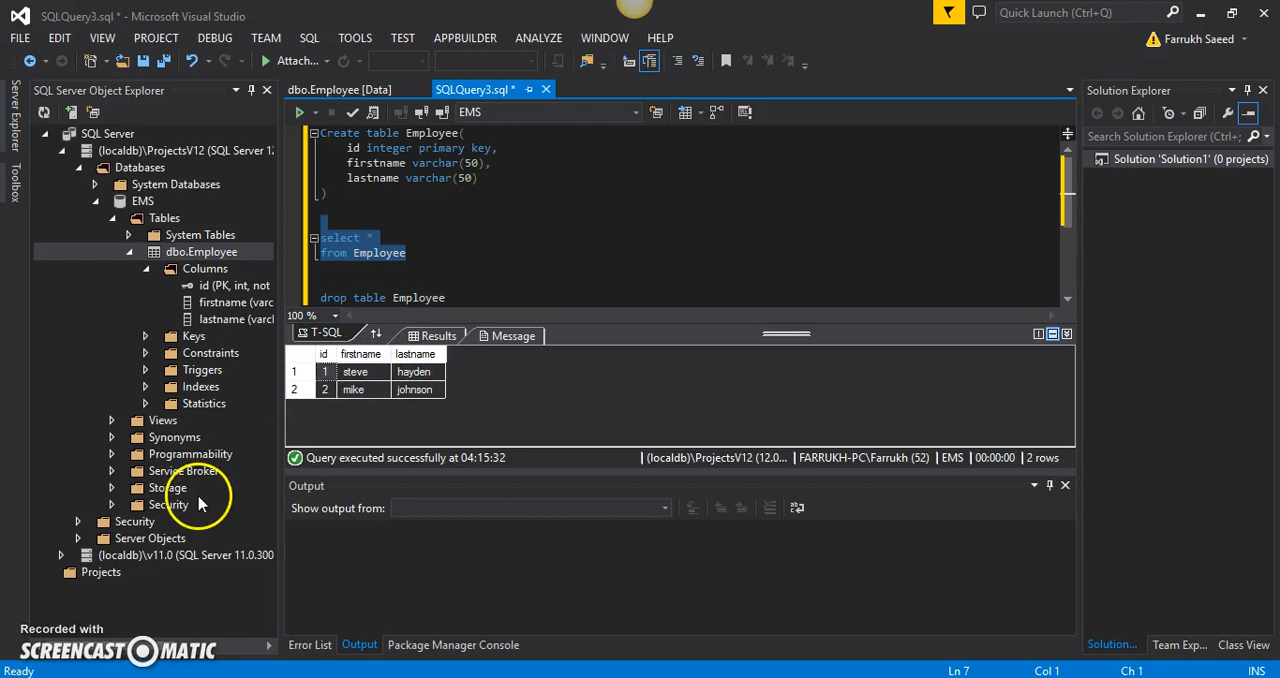 SQLQuery3.sql * - Microsoft Visual Studio
Quick Launch (Ctrl+Q)
FILE EDIT VIEW PROJECT DEBUG TEAM SQL TOOLS TEST APPBUILDER ANALYZE WINDOW HELP
Farrukh Saeed
Attach...
Server Explorer
Toolbox
SQL Server Object Explorer
SQL Server
(localdb)\ProjectsV12 (SQL Server 12
Databases
System Databases
EMS
Tables
System Tables
dbo.Employee
Columns
id (PK, int, not
firstname (varc
lastname (varcl
Keys
Constraints
Triggers
Indexes
Statistics
Views
Synonyms
Programmability
Service Broker
Storage
Security
Security
Server Objects
(localdb)\v11.0 (SQL Server 11.0.300
Projects
Recorded with
SCREENCAST MATIC
dbo.Employee [Data]
SQLQuery3.sql *
EMS
Create table Employee(
id integer primary key,
firstname varchar(50),
lastname varchar(50)
)
select *
from Employee
drop table Employee
100 %
T-SQL
Results
Message
id firstname lastname
1 1 steve hayden
2 2 mike johnson
Query executed successfully at 04:15:32
(localdb)\ProjectsV12 (12.0... FARRUKH-PC\Farrukh (52) EMS 00:00:00 2 rows
Output
Show output from:
Error List Output Package Manager Console
Solution Explorer
Search Solution Explorer (Ctrl+;
Solution 'Solution1' (0 projects)
Solution... Team Exp... Class View
Ready
Ln 7 Col 1 Ch 1 INS